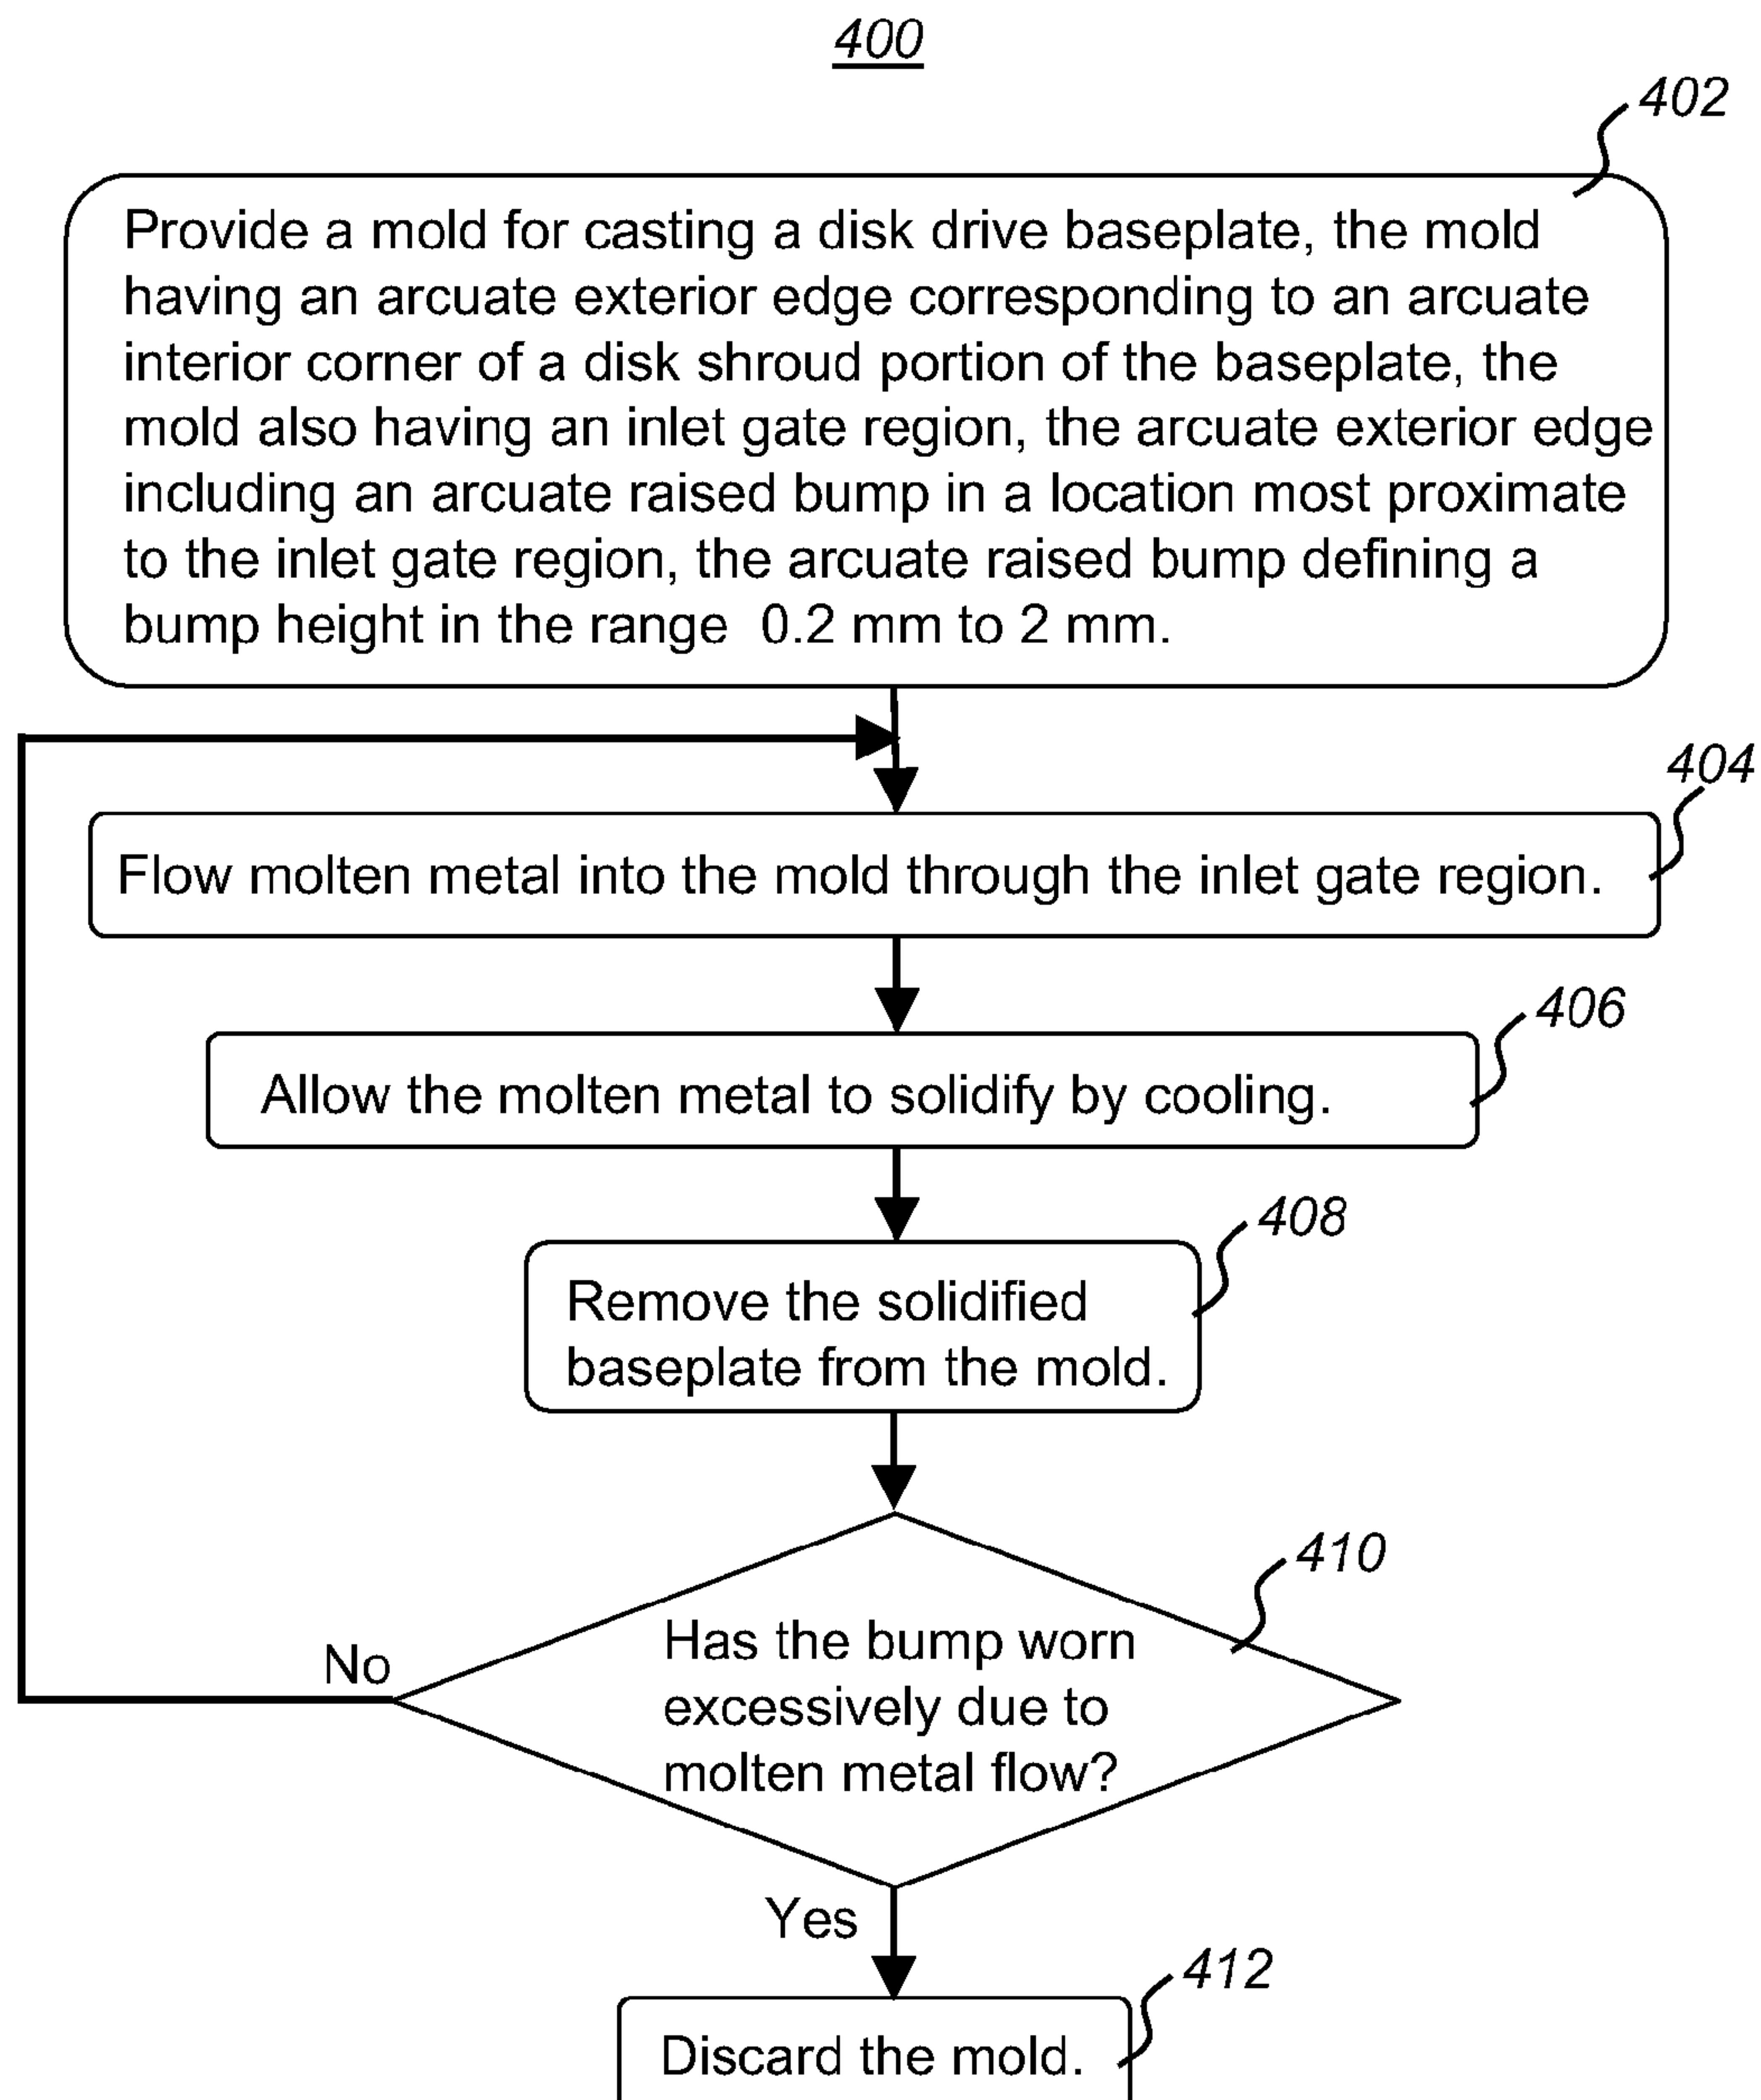 400
402
Provide a mold for casting a disk drive baseplate, the mold
having an arcuate exterior edge corresponding to an arcuate
interior corner of a disk shroud portion of the baseplate, the
mold also having an inlet gate region, the arcuate exterior edge
including an arcuate raised bump in a location most proximate
to the inlet gate region, the arcuate raised bump defining a
bump height in the range  0.2 mm to 2 mm.
404
Flow molten metal into the mold through the inlet gate region.
406
Allow the molten metal to solidify by cooling.
408
Remove the solidified
baseplate from the mold.
410
Has the bump worn
excessively due to
molten metal flow?
No
Yes
412
Discard the mold.